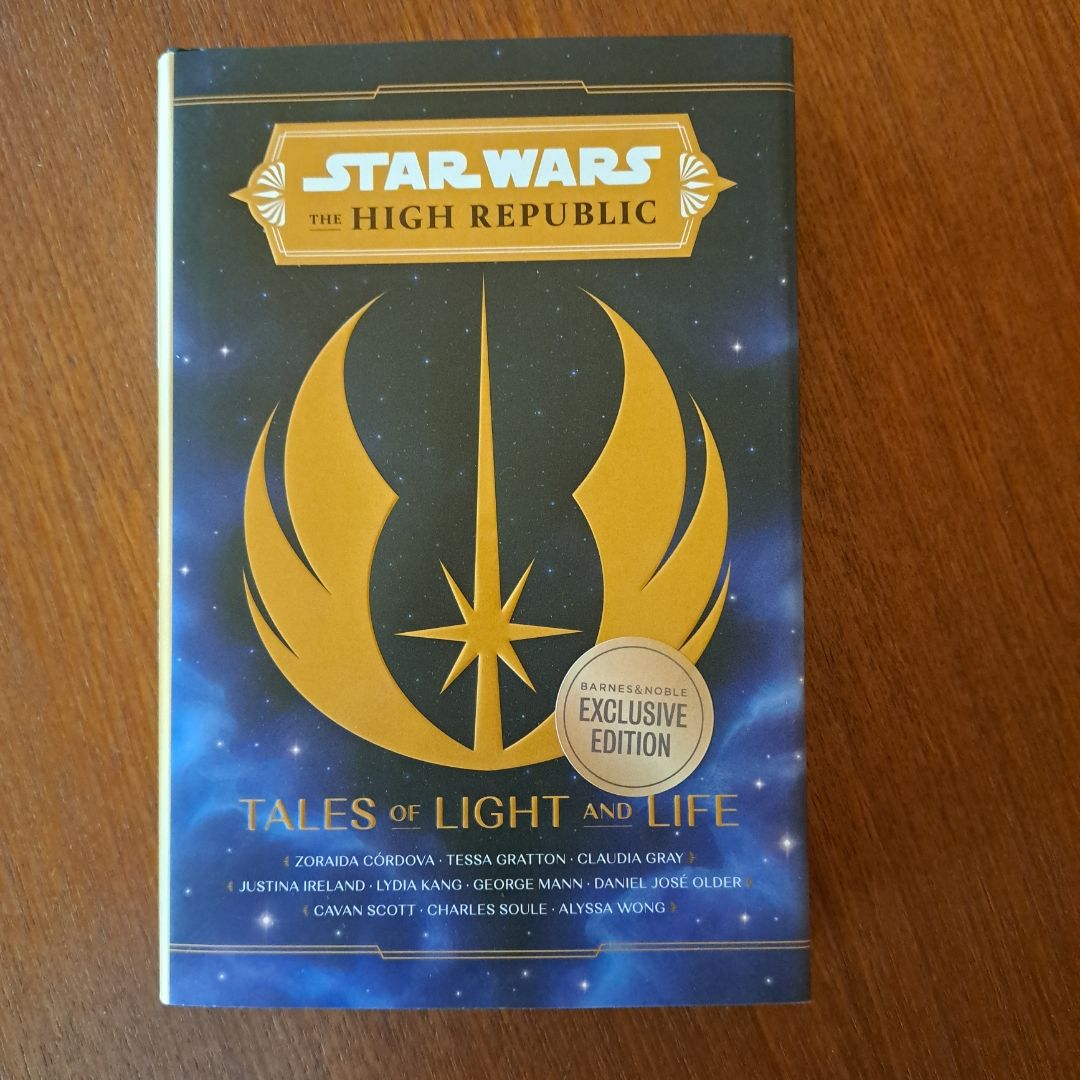 STAR WARS
THE HIGH REPUBLIC
BARNES&NOBLE
EXCLUSIVE
EDITION
TALES OF LIGHT AND LIFE
ZORAIDA CÓRDOVA · TESSA GRATTON · CLAUDIA GRAY
JUSTINA IRELAND · LYDIA KANG · GEORGE MANN · DANIEL JOSÉ OLDER
CAVAN SCOTT · CHARLES SOULE · ALYSSA WONG